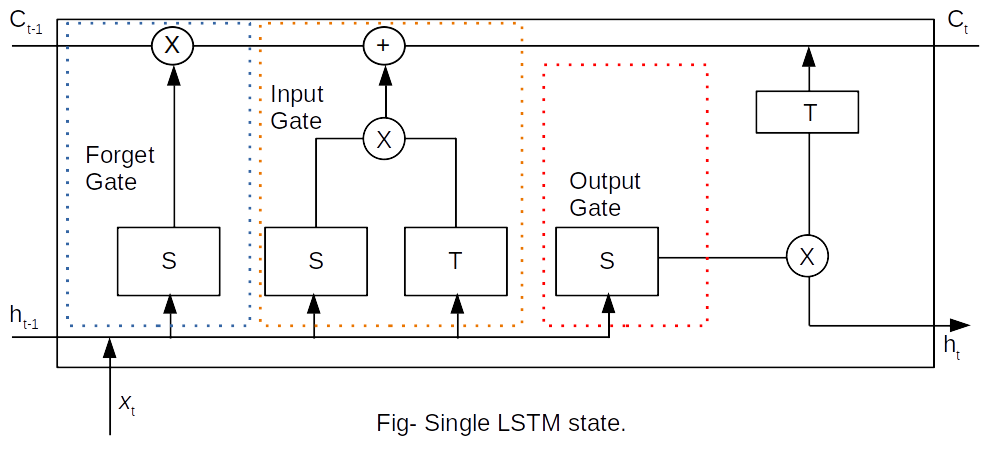 Ct-1
Ct
X
+
Input
Gate
T
X
Forget
Gate
Output
Gate
S
S
T
S
X
ht-1
ht
xt
Fig- Single LSTM state.